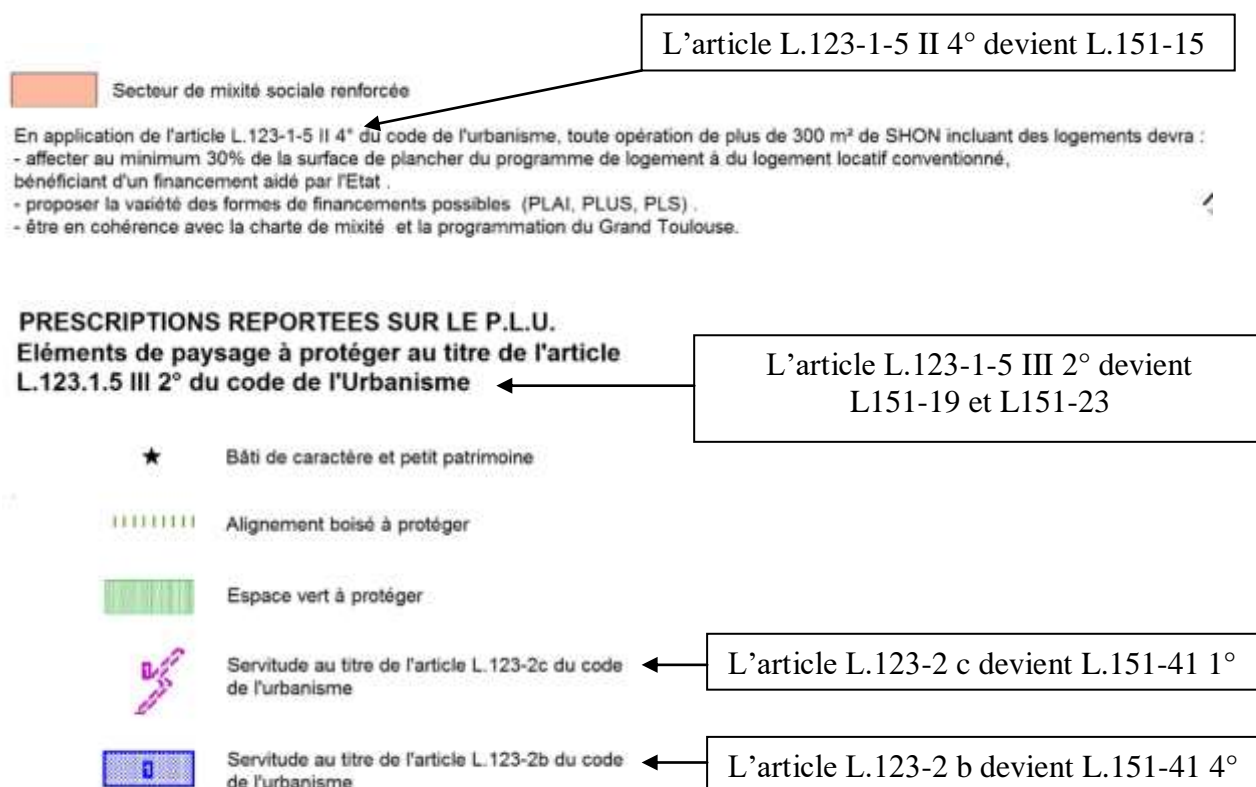 L’article L.123-1-5 II 4° devient L.151-15
Secteur de mixité sociale renforcée
En application de l'article L.123-1-5 II 4° du code de l'urbanisme, toute opération de plus de 300 m² de SHON incluant des logements devra :
- affecter au minimum 30% de la surface de plancher du programme de logement à du logement locatif conventionné,
bénéficiant d'un financement aidé par l'Etat .
- proposer la variété des formes de financements possibles (PLAI, PLUS, PLS) .
- être en cohérence avec la charte de mixité et la programmation du Grand Toulouse.
PRESCRIPTIONS REPORTEES SUR LE P.L.U.
Eléments de paysage à protéger au titre de l'article
L.123.1.5 III 2° du code de l'Urbanisme
L’article L.123-1-5 III 2° devient
L151-19 et L151-23
Bâti de caractère et petit patrimoine
Alignement boisé à protéger
Espace vert à protéger
Servitude au titre de l'article L.123-2c du code
de l'urbanisme
L’article L.123-2 c devient L.151-41 1°
Servitude au titre de l'article L.123-2b du code
de l'urbanisme
L’article L.123-2 b devient L.151-41 4°